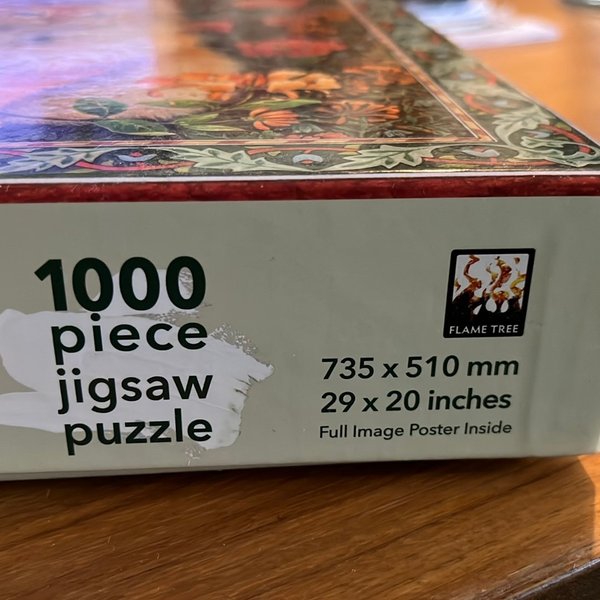 1000
piece
jigsaw
puzzle
FLAME TREE
735 x 510 mm
29 x 20 inches
Full Image Poster Inside